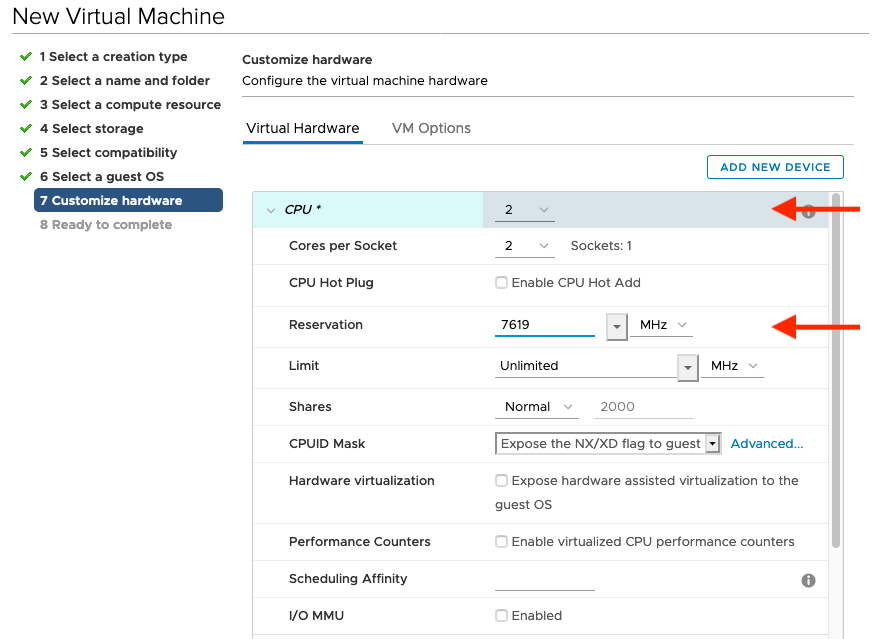 New Virtual Machine
1 Select a creation type
2 Select a name and folder
3 Select a compute resource
4 Select storage
5 Select compatibility
6 Select a guest OS
7 Customize hardware
8 Ready to complete
Customize hardware
Configure the virtual machine hardware
Virtual Hardware VM Options
ADD NEW DEVICE
CPU * 2
Cores per Socket 2 Sockets: 1
CPU Hot Plug Enable CPU Hot Add
Reservation 7619 MHz
Limit Unlimited MHz
Shares Normal 2000
CPUID Mask Expose the NX/XD flag to guest Advanced...
Hardware virtualization Expose hardware assisted virtualization to the
guest OS
Performance Counters Enable virtualized CPU performance counters
Scheduling Affinity
I/O MMU Enabled